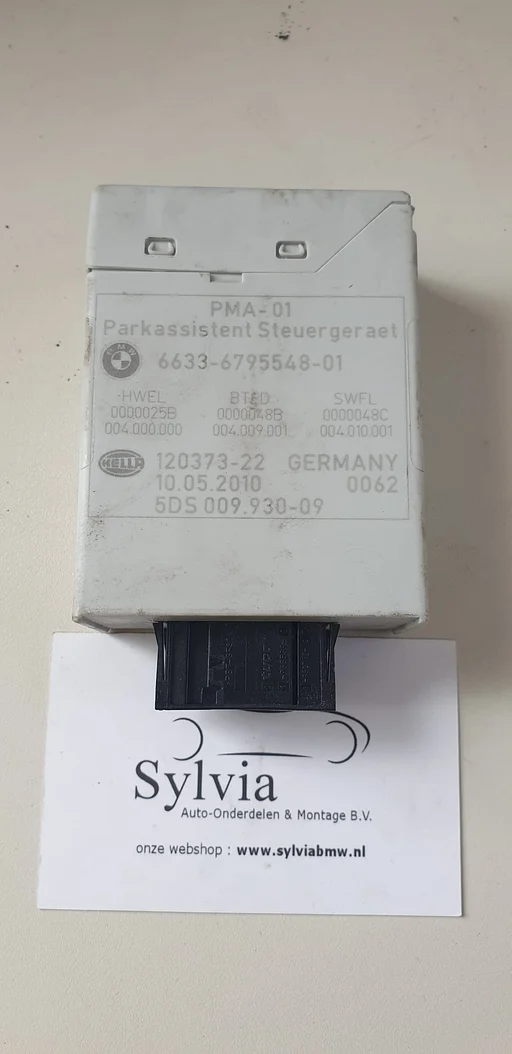 PMA-01
Parkassistent Steuergeraet
BMW 6633-6795548-01
HWEL BTFD SWFL
0000025B 0000048B 0000048C
004.000.000 004.009.001 004.010.001
HELLA 120373-22 GERMANY
10.05.2010 0062
5DS 009.930-09
Sylvia
Auto-Onderdelen & Montage B.V.
onze webshop : www.sylviabmw.nl